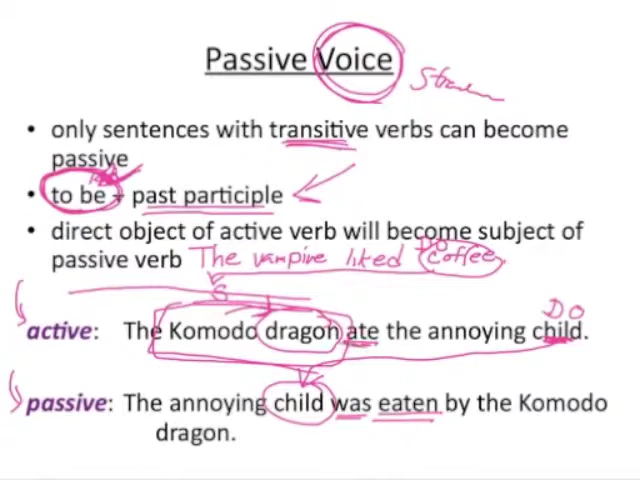 Passive Voice
• only sentences with transitive verbs can become
passive
• to be + past participle
• direct object of active verb will become subject of
passive verb The vampire liked coffee
DO
S
DO
active: The Komodo dragon ate the annoying child.
passive: The annoying child was eaten by the Komodo
dragon.